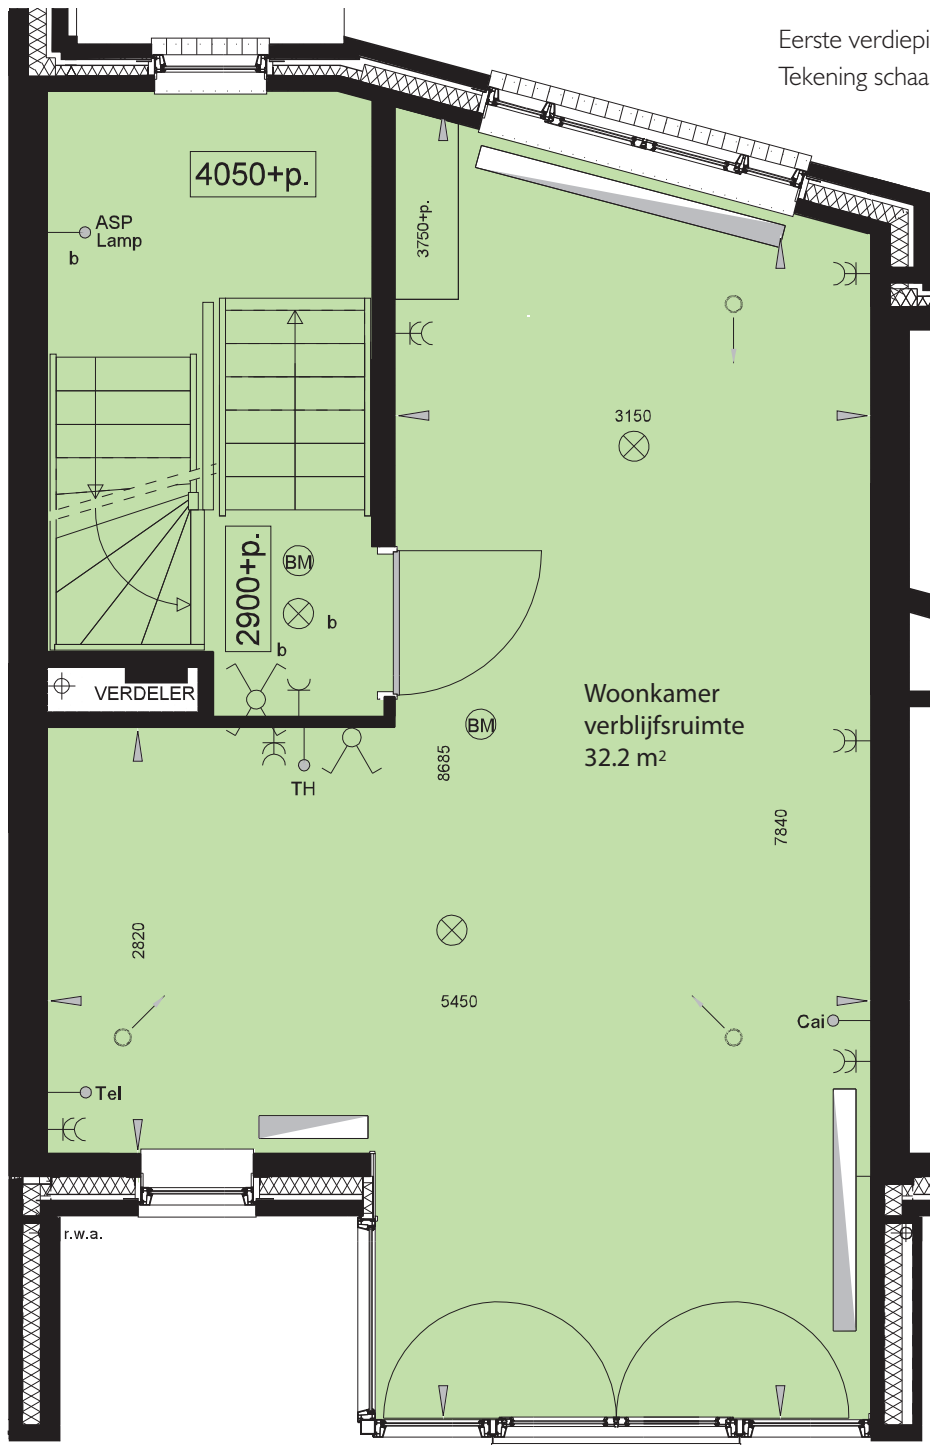 Eerste verdiepi
Tekening schaa
4050+p.
ASP
Lamp
b
3750+p.
3150
2900+p.
BM
b
b
VERDELER
Woonkamer
verblijfsruimte
32.2 m²
BM
8685
TH
7840
2820
5450
Cai
Tel
r.w.a.